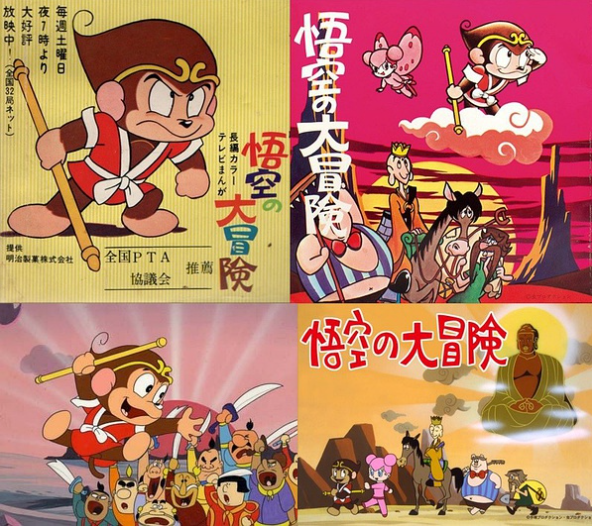 毎週土曜日
夜7時より
大好評
放映中!(全国32局ネット)
長編カラー
テレビまんが
悟空の
大冒険
提供
明治製菓株式会社
全国PTA
協議会
推薦
悟空の大冒険
悟空の大冒険